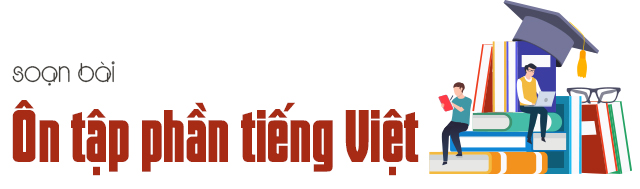 soạn bài
Ôn tập phần tiếng Việt